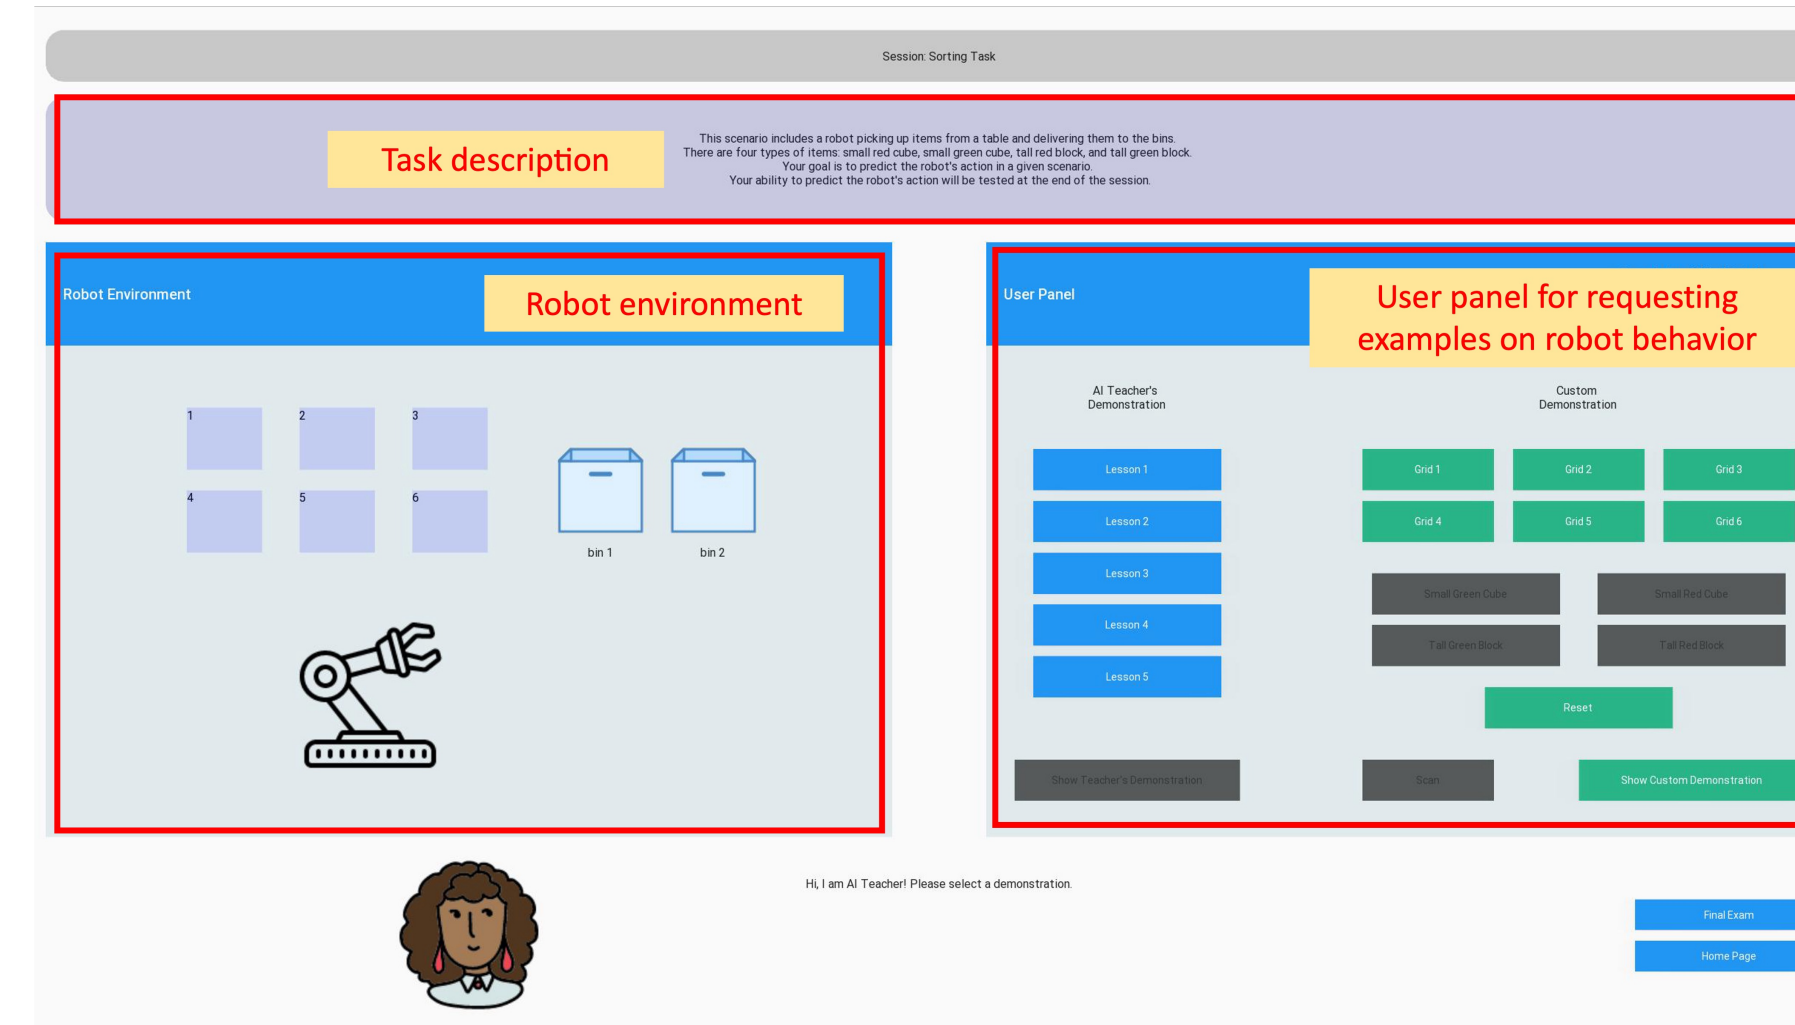 Session: Sorting Task
Task description
This scenario includes a robot picking up items from a table and delivering them to the bins.
There are four types of items: small red cube, small green cube, tall red block, and tall green block.
Your goal is to predict the robot's action in a given scenario.
Your ability to predict the robot's action will be tested at the end of the session.
Robot Environment
Robot environment
1 2 3
4 5 6
bin 1 bin 2
User Panel
User panel for requesting
examples on robot behavior
AI Teacher's
Demonstration
Custom
Demonstration
Lesson 1
Lesson 2
Lesson 3
Lesson 4
Lesson 5
Show Teacher's Demonstration
Grid 1 Grid 2 Grid 3
Grid 4 Grid 5 Grid 6
Small Green Cube Small Red Cube
Tall Green Block Tall Red Block
Reset
Scan Show Custom Demonstration
Hi, I am AI Teacher! Please select a demonstration.
Final Exam
Home Page